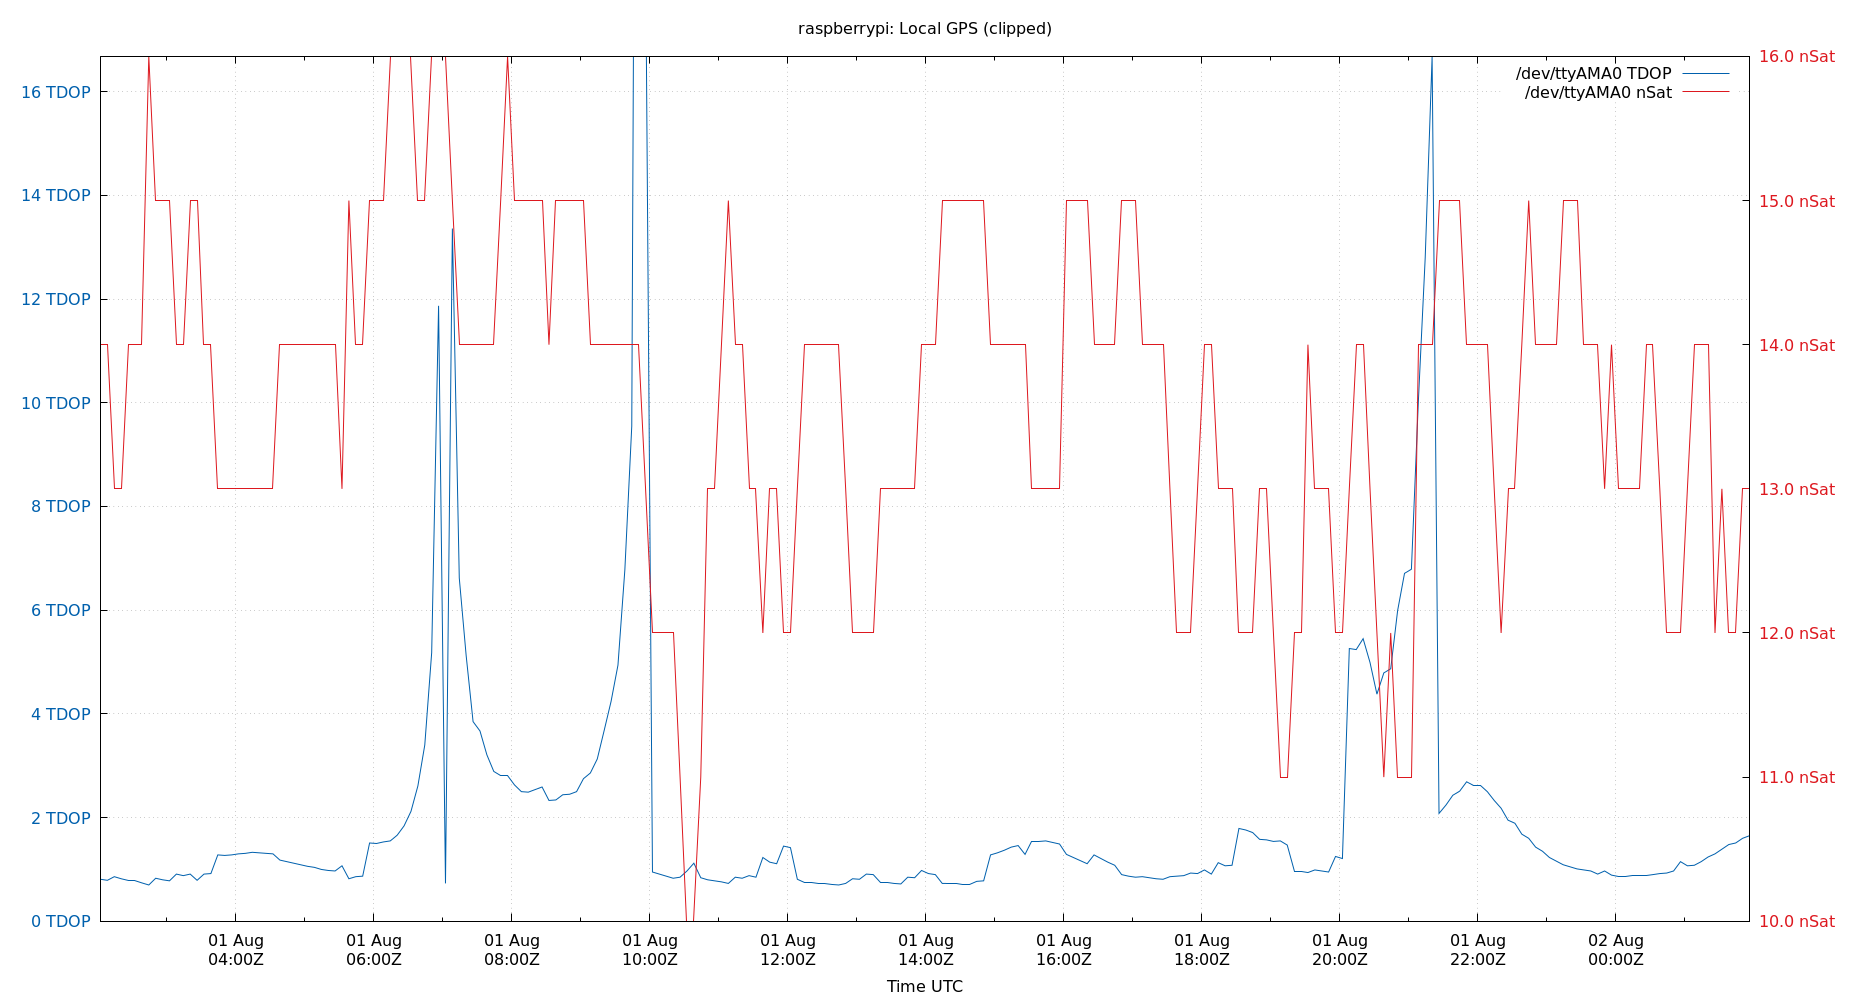 raspberrypi: Local GPS (clipped)
/dev/ttyAMA0 TDOP
/dev/ttyAMA0 nSat
16 TDOP
14 TDOP
12 TDOP
10 TDOP
8 TDOP
6 TDOP
4 TDOP
2 TDOP
0 TDOP
16.0 nSat
15.0 nSat
14.0 nSat
13.0 nSat
12.0 nSat
11.0 nSat
10.0 nSat
01 Aug
04:00Z
01 Aug
06:00Z
01 Aug
08:00Z
01 Aug
10:00Z
01 Aug
12:00Z
01 Aug
14:00Z
01 Aug
16:00Z
01 Aug
18:00Z
01 Aug
20:00Z
01 Aug
22:00Z
02 Aug
00:00Z
Time UTC